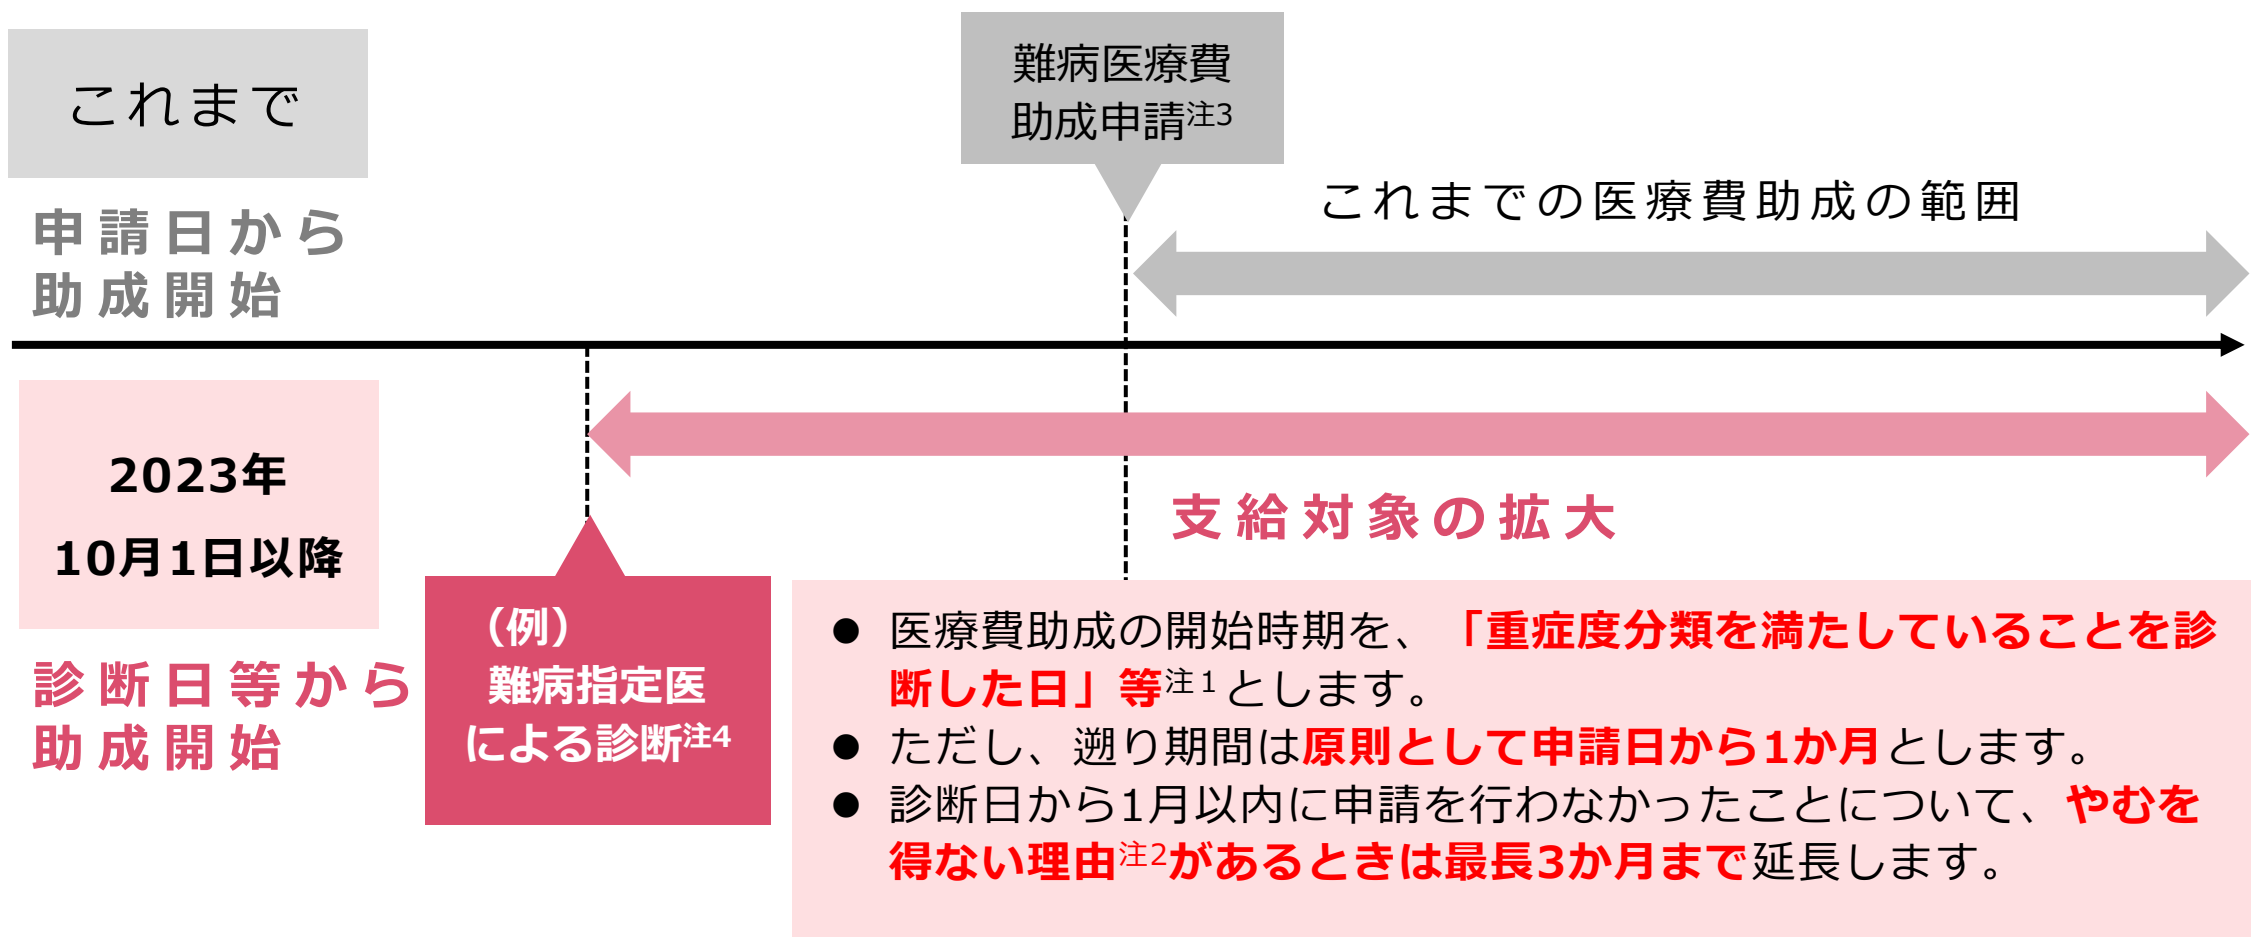 これまで
申請日から
助成開始
難病医療費
助成申請注3
これまでの医療費助成の範囲
2023年
10月1日以降
診断日等から
助成開始
（例）
難病指定医
による診断注4
支給対象の拡大
● 医療費助成の開始時期を、「重症度分類を満たしていることを診
断した日」等注１とします。
● ただし、遡り期間は原則として申請日から1か月とします。
● 診断日から1月以内に申請を行わなかったことについて、やむを
得ない理由注2があるときは最長3か月まで延長します。